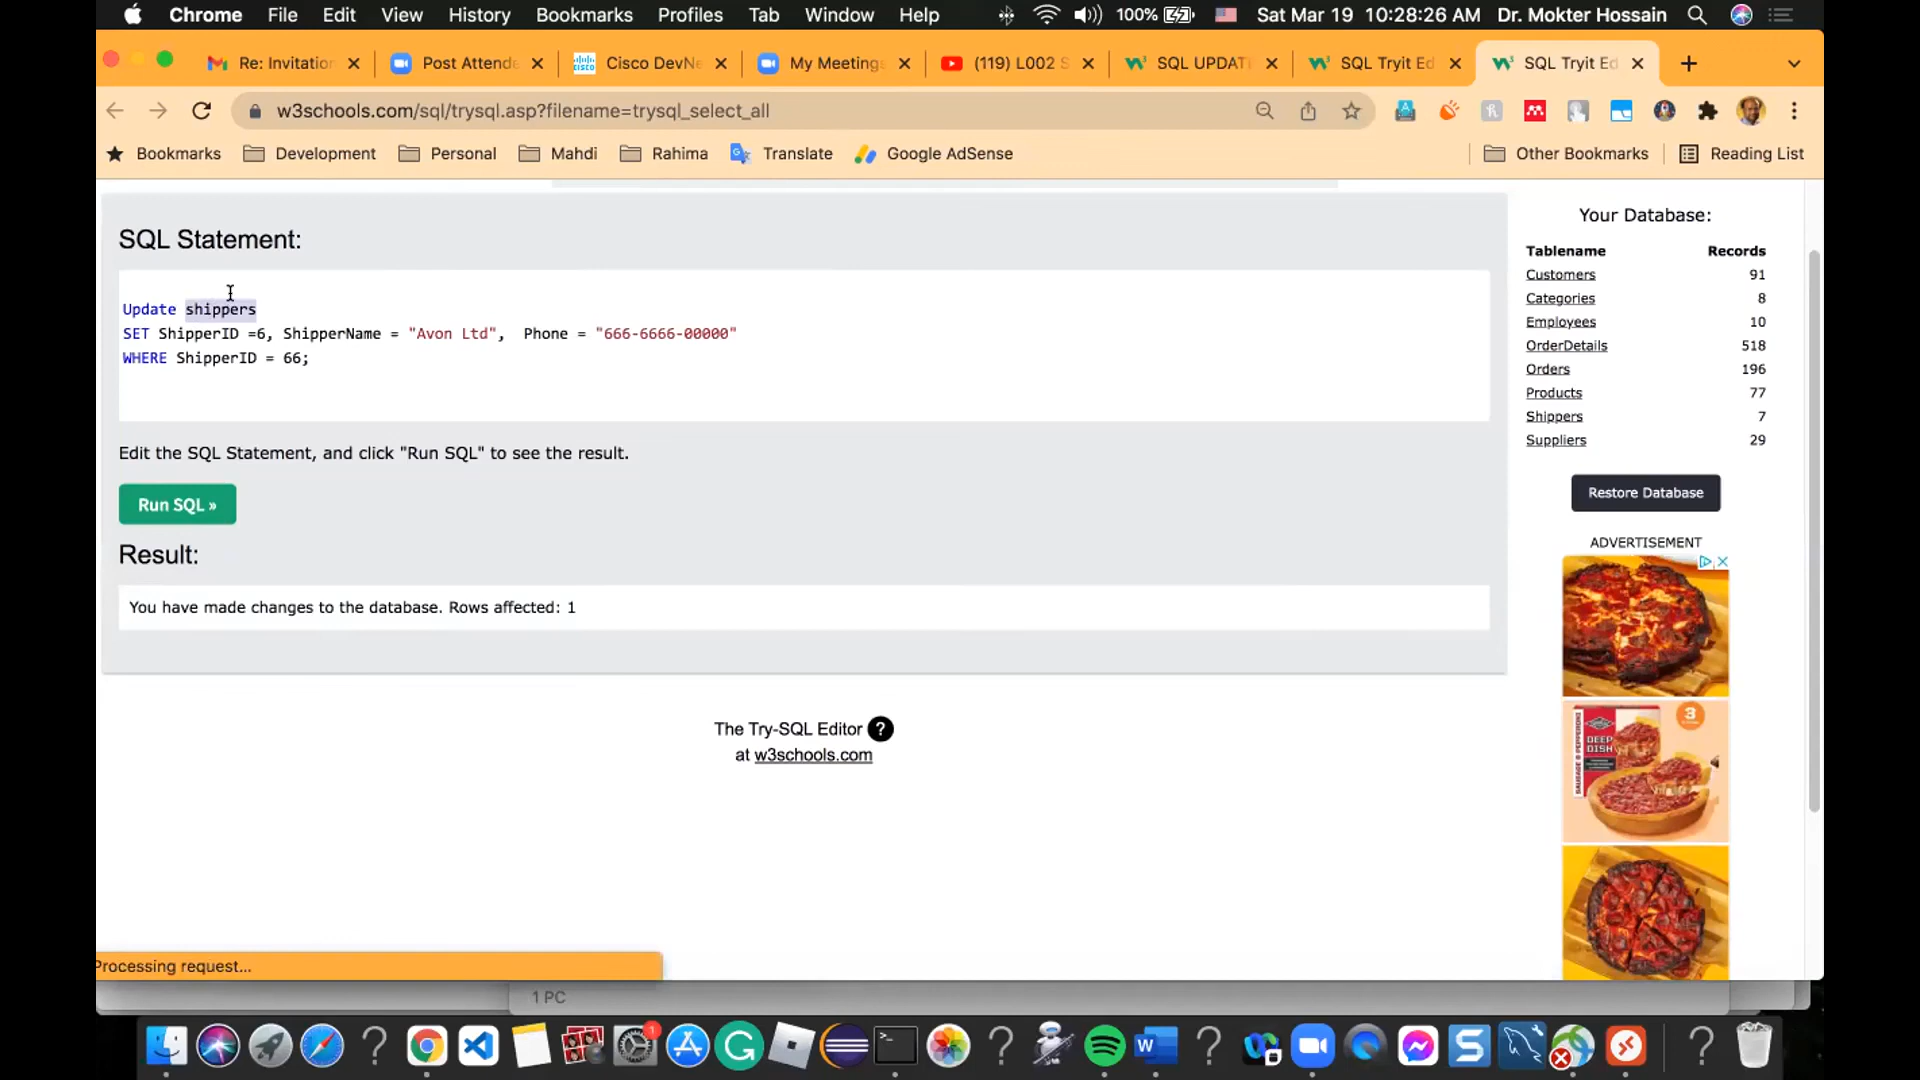 Chrome File Edit View History Bookmarks Profiles Tab Window Help 100% Sat Mar 19 10:28:26 AM Dr. Mokter Hossain
Re: Invitation Post Attende Cisco DevNe My Meetings (119) L002 S SQL UPDAT SQL Tryit Ed SQL Tryit Ed
w3schools.com/sql/trysql.asp?filename=trysql_select_all
Bookmarks Development Personal Mahdi Rahima Translate Google AdSense Other Bookmarks Reading List
SQL Statement:
Update shippers
SET ShipperID =6, ShipperName = "Avon Ltd", Phone = "666-6666-00000"
WHERE ShipperID = 66;
Edit the SQL Statement, and click "Run SQL" to see the result.
Run SQL »
Result:
You have made changes to the database. Rows affected: 1
The Try-SQL Editor ?
at w3schools.com
Your Database:
Tablename Records
Customers 91
Categories 8
Employees 10
OrderDetails 518
Orders 196
Products 77
Shippers 7
Suppliers 29
Restore Database
ADVERTISEMENT
3
DEEP
DISH
Processing request...
1 PC